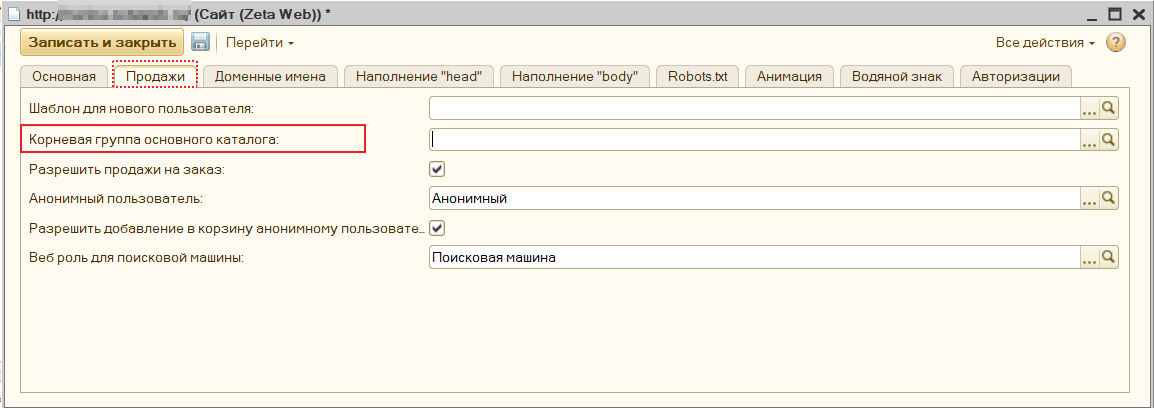 http:/ (Сайт (Zeta Web)) *
Записать и закрыть Перейти Все действия ?
Основная Продажи Доменные имена Наполнение "head" Наполнение "body" Robots.txt Анимация Водяной знак Авторизации
Шаблон для нового пользователя: ...
Корневая группа основного каталога: ...
Разрешить продажи на заказ:
Анонимный пользователь: Анонимный ...
Разрешить добавление в корзину анонимному пользовате...
Веб роль для поисковой машины: Поисковая машина ...